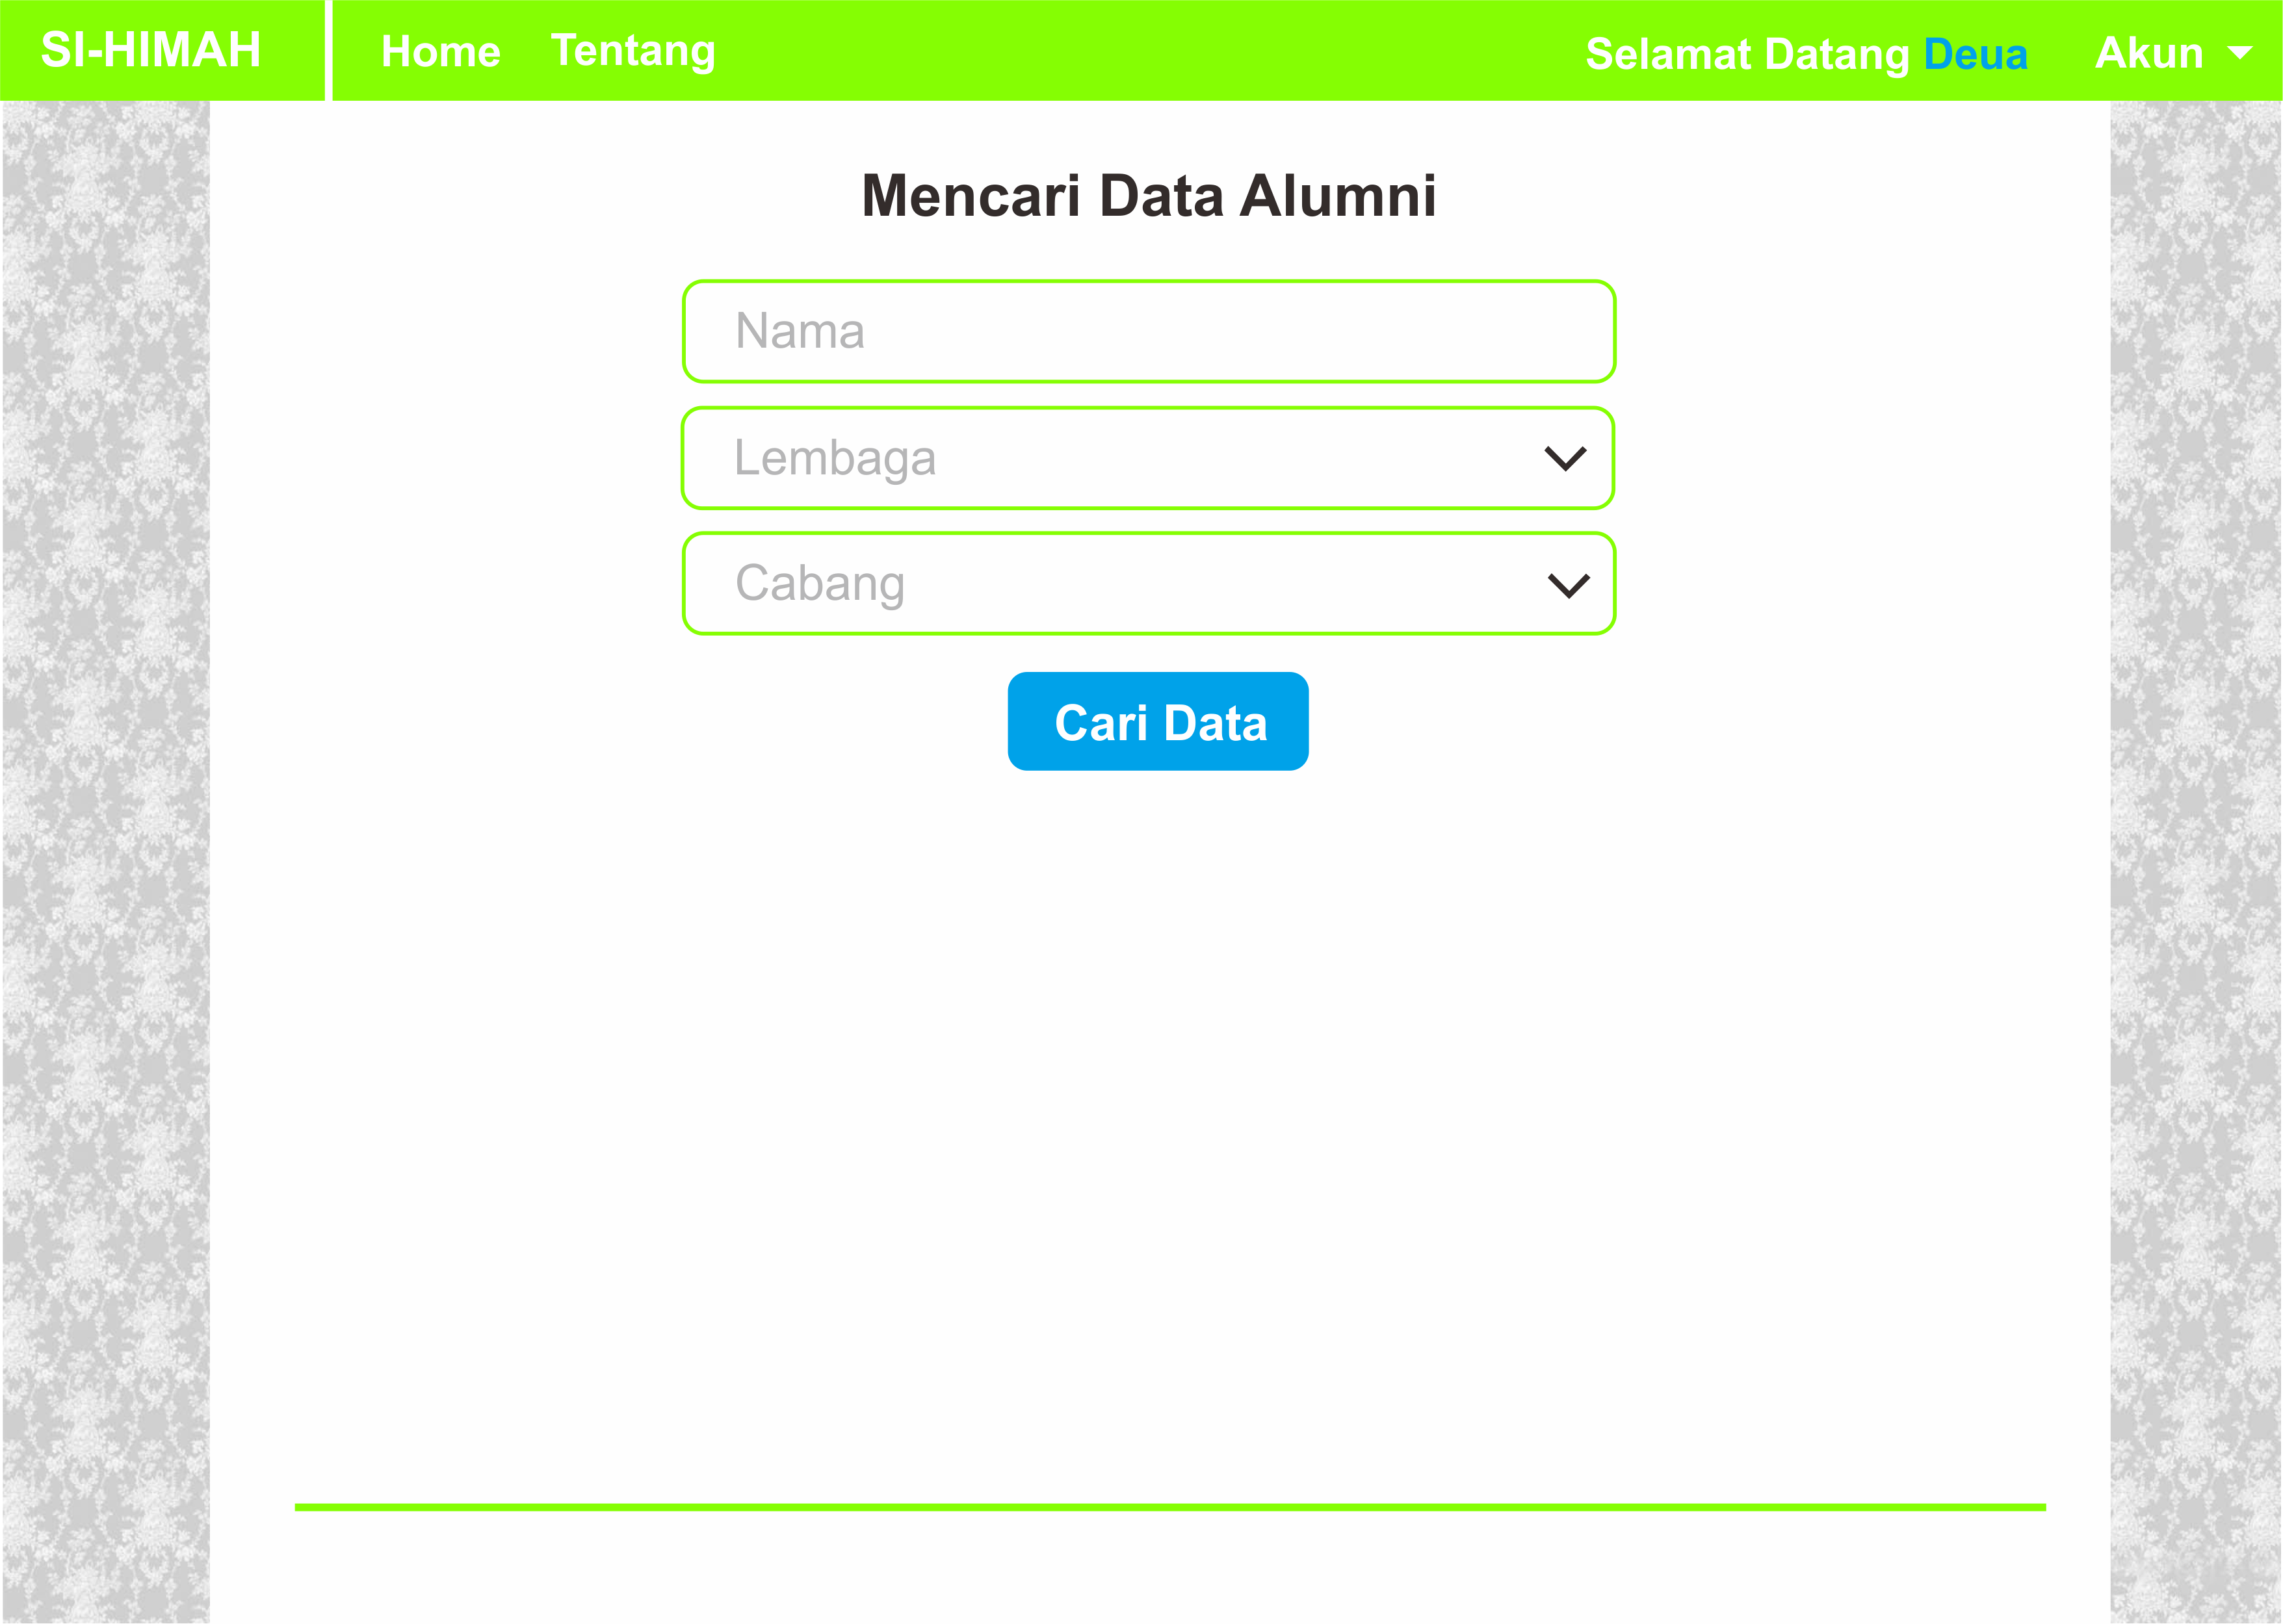 SI-HIMAH Home Tentang Selamat Datang Deua Akun
Mencari Data Alumni
Nama
Lembaga
Cabang
Cari Data